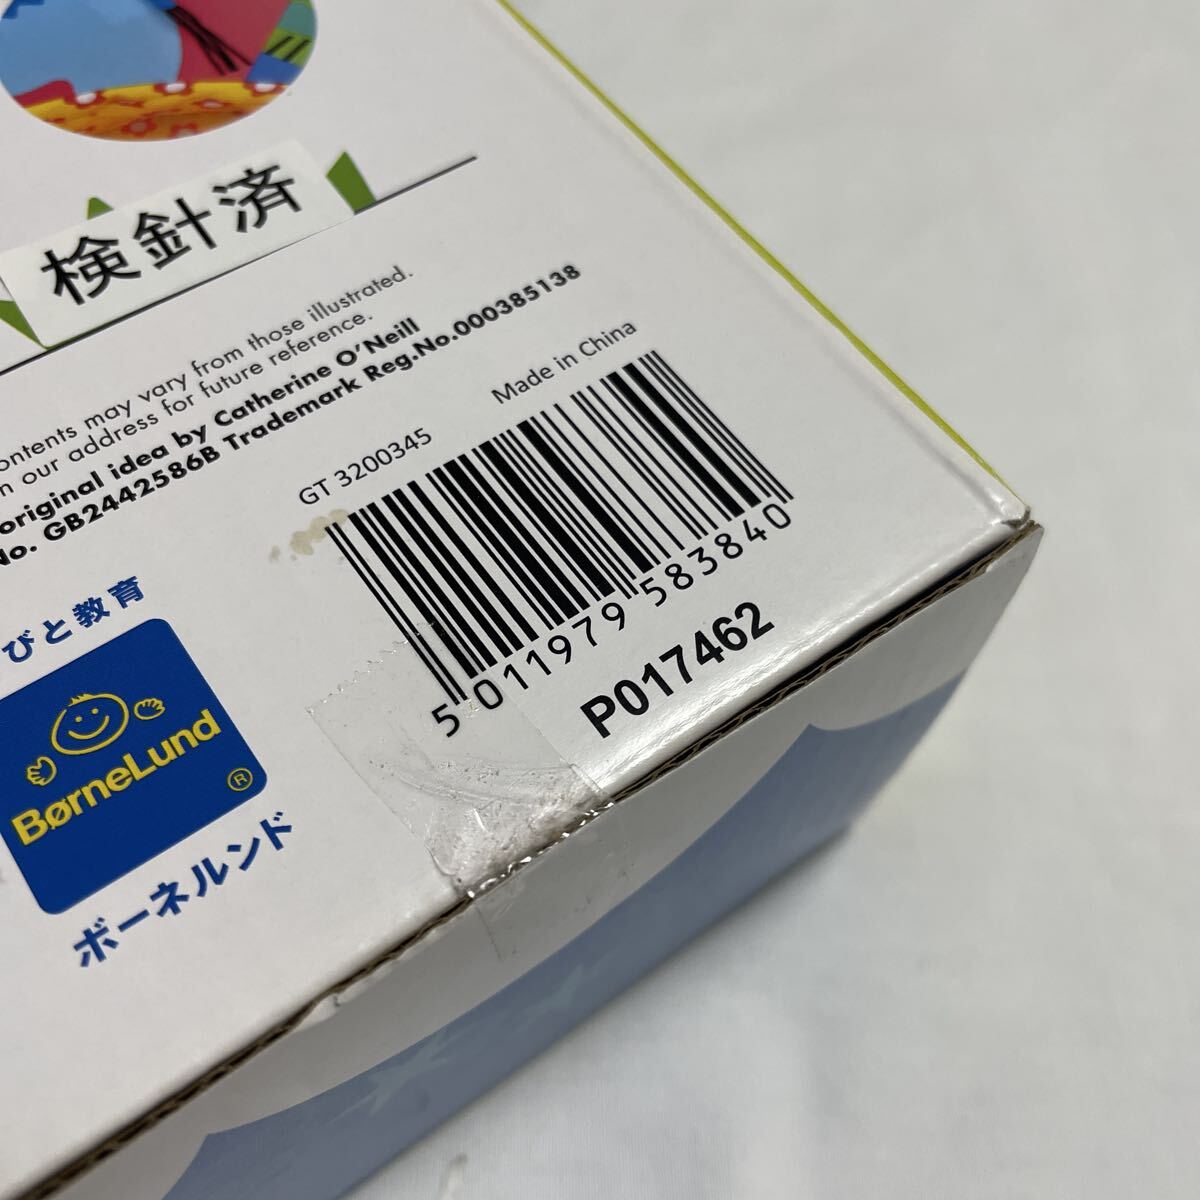 検針済
contents may vary from those illustrated.
our address for future reference.
original idea by Catherine O'Neill
No. GB2442586B Trademark Reg.No.000385138
GT 3200345
Made in China
5 011979 583840
P017462
びと教育
BørneLund
®
ボーネルンド